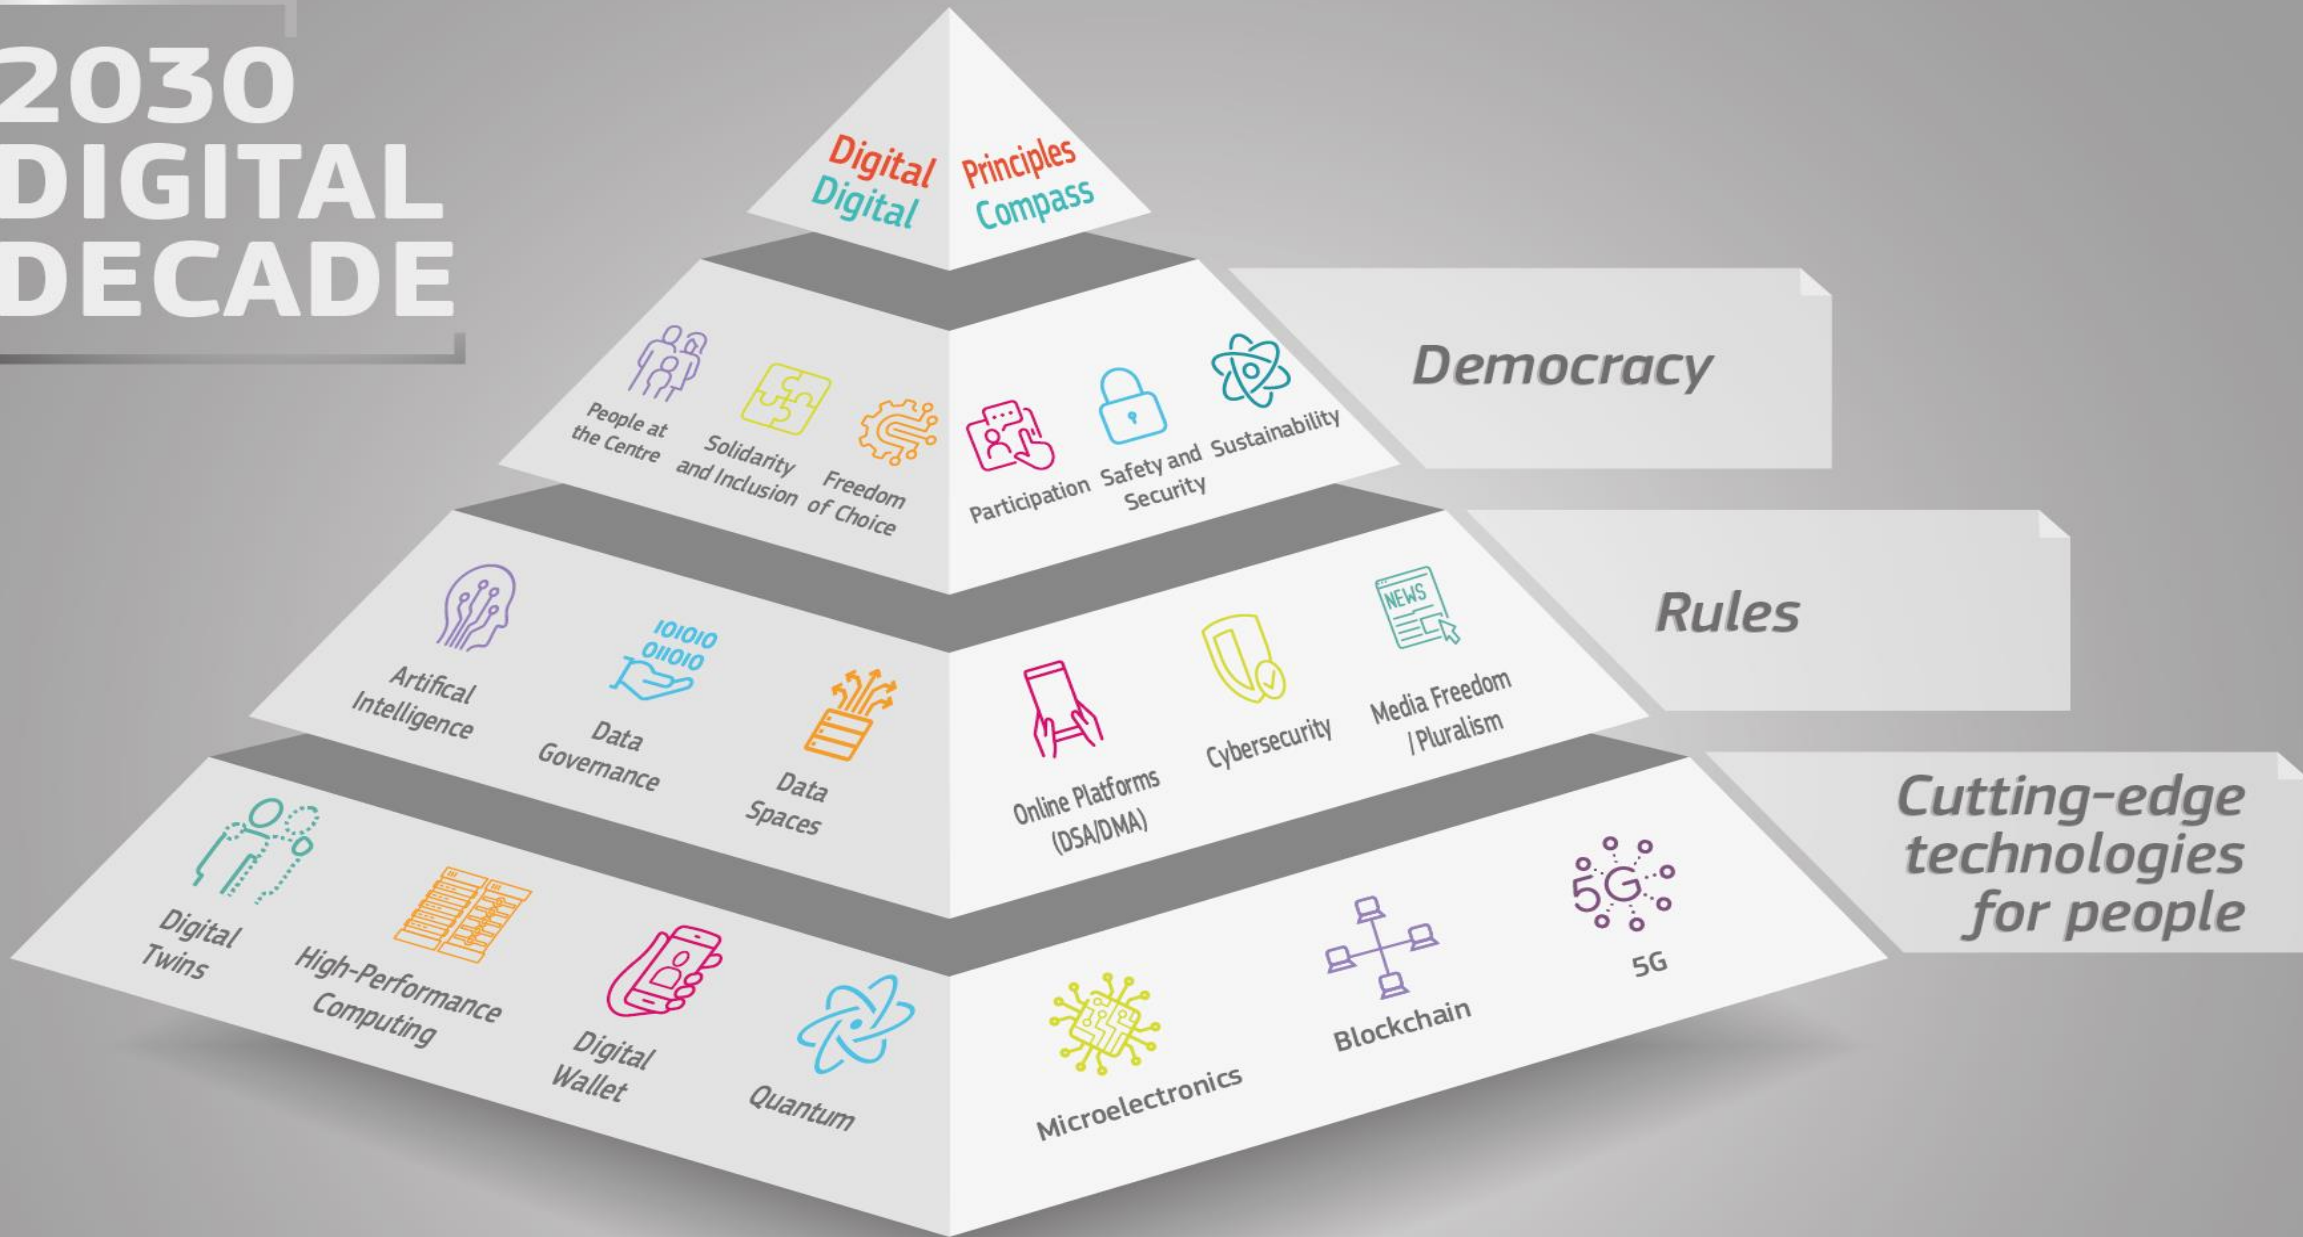 2030
DIGITAL
DECADE
Digital Principles
Digital Compass
Democracy
People at
the Centre
Solidarity
and Inclusion
Freedom
of Choice
Participation
Safety and
Security
Sustainability
Rules
Artifical
Intelligence
101010
011010
Data
Governance
Data
Spaces
Online Platforms
(DSA/DMA)
Cybersecurity
NEWS
Media Freedom
/Pluralism
Cutting-edge
technologies
for people
Digital
Twins
High-Performance
Computing
Digital
Wallet
Quantum
Microelectronics
Blockchain
5G
5G